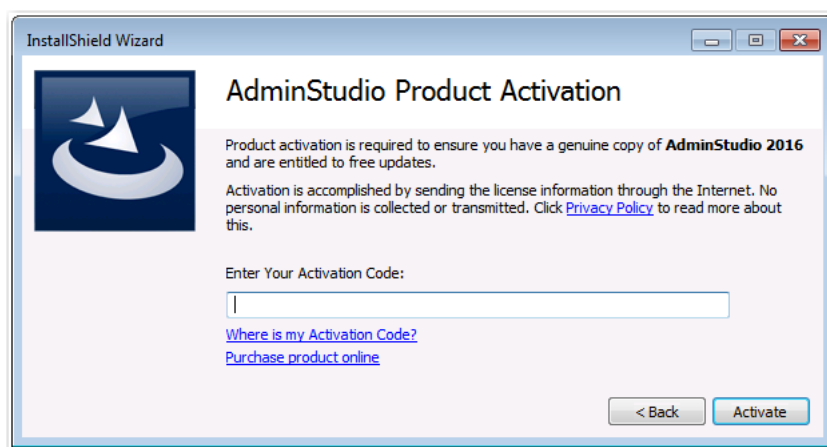 InstallShield Wizard
AdminStudio Product Activation
Product activation is required to ensure you have a genuine copy of AdminStudio 2016
and are entitled to free updates.
Activation is accomplished by sending the license information through the Internet. No
personal information is collected or transmitted. Click Privacy Policy to read more about
this.
Enter Your Activation Code:
Where is my Activation Code?
Purchase product online
< Back
Activate